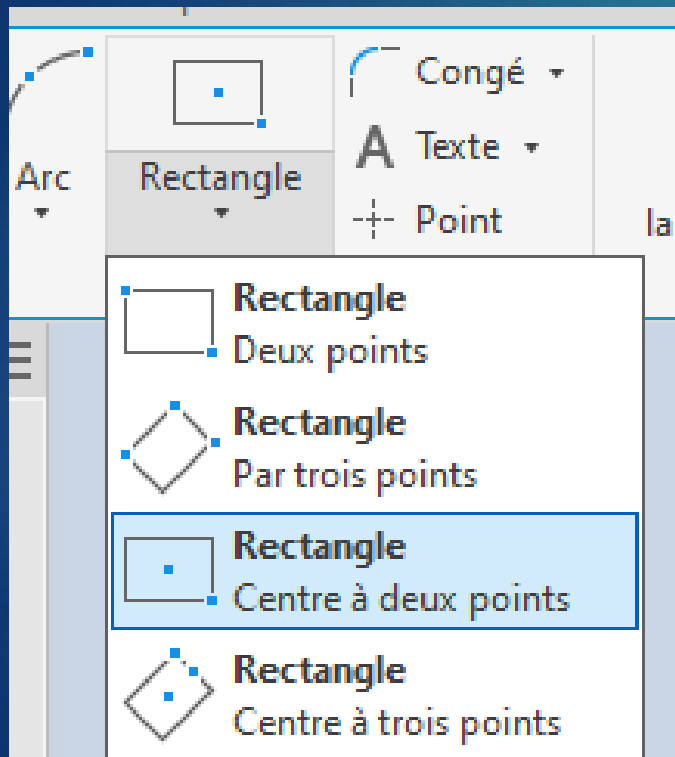 Congé
Texte
Arc
Rectangle
Point
la
Rectangle
Deux points
Rectangle
Par trois points
Rectangle
Centre à deux points
Rectangle
Centre à trois points